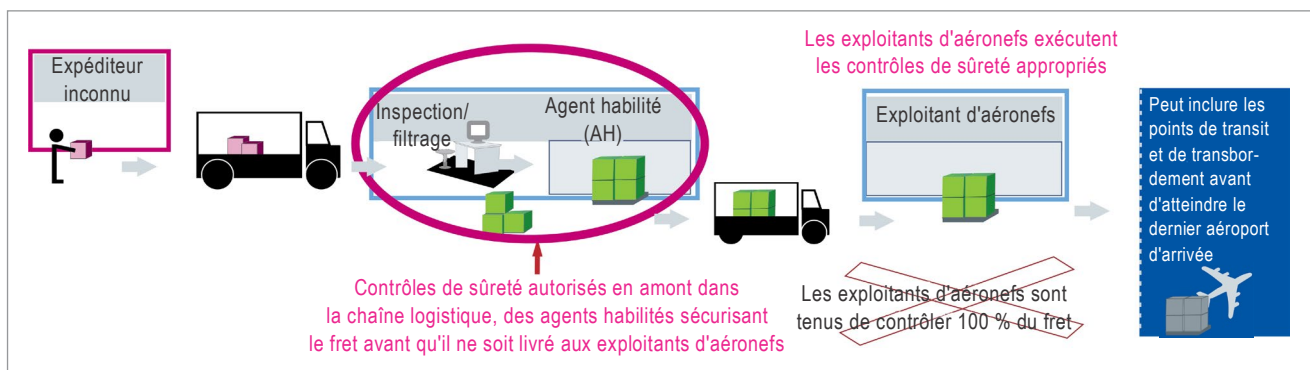 Expéditeur
inconnu
Inspection/
filtrage
Agent habilité
(AH)
Contrôles de sûreté autorisés en amont dans
la chaîne logistique, des agents habilités sécurisant
le fret avant qu'il ne soit livré aux exploitants d'aéronefs
Les exploitants d'aéronefs exécutent
les contrôles de sûreté appropriés
Exploitant d'aéronefs
Les exploitants d'aéronefs sont
tenus de contrôler 100 % du fret
Peut inclure les
points de transit
et de transbor-
dement avant
d'atteindre le
dernier aéroport
d'arrivée